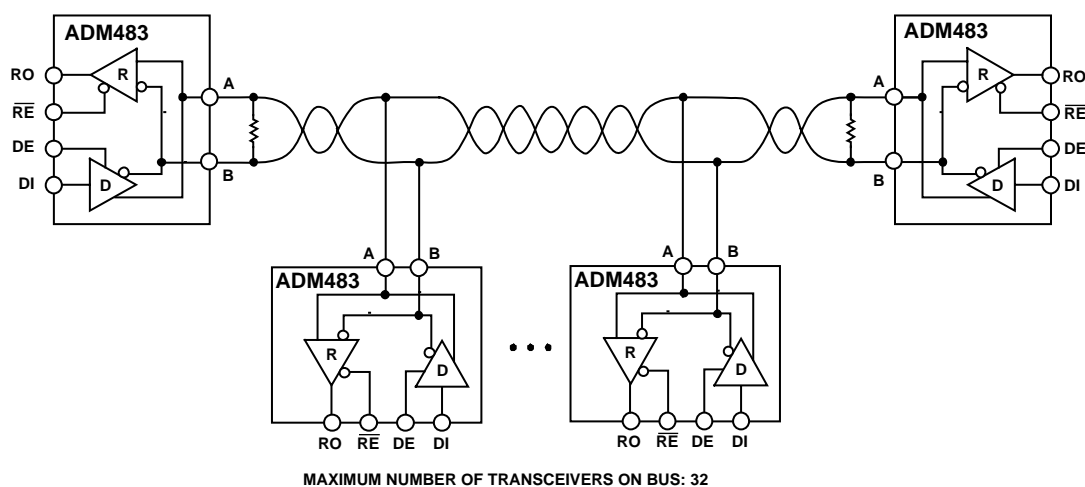 ADM483
ADM483
RO
R
A
A
R
RO
RE
RE
DE
DE
B
B
DI
D
D
DI
A
B
A
B
ADM483
ADM483
R
D
R
D
RO
RE
DE
DI
RO
RE
DE
DI
MAXIMUM NUMBER OF TRANSCEIVERS ON BUS: 32